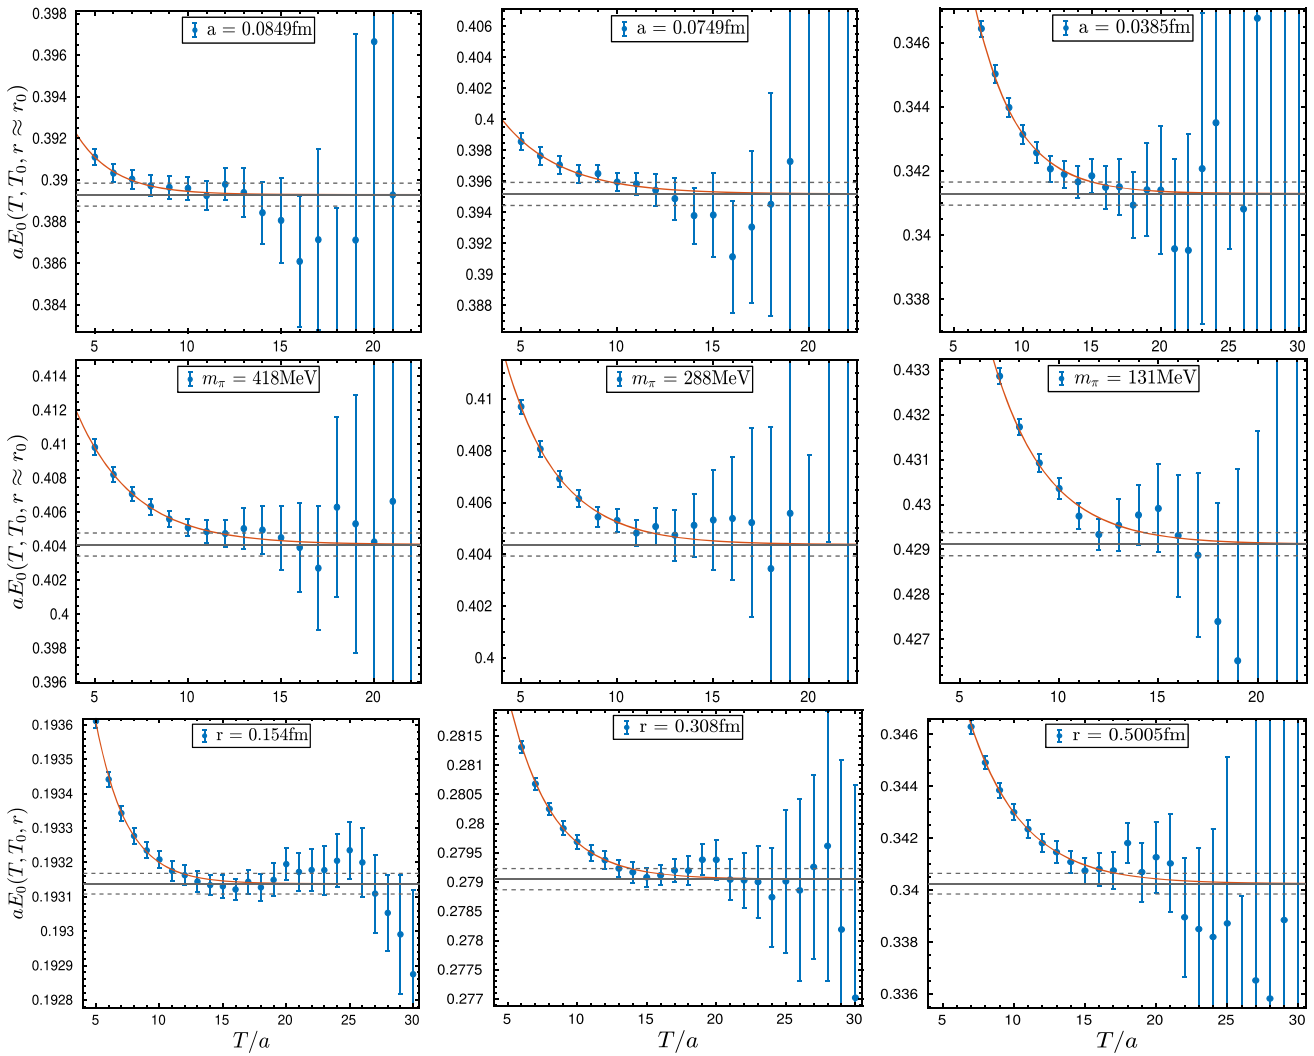 a = 0.0849fm
0.398
0.396
0.394
0.392
0.39
0.388
0.386
0.384
5 10 15 20
aE₀(T, T₀, r ≈ r₀)
a = 0.0749fm
0.406
0.404
0.402
0.4
0.398
0.396
0.394
0.392
0.39
0.388
5 10 15 20
a = 0.0385fm
0.346
0.344
0.342
0.34
0.338
5 10 15 20 25 30
mπ = 418MeV
0.414
0.412
0.41
0.408
0.406
0.404
0.402
0.4
0.398
0.396
5 10 15 20
aE₀(T, T₀, r ≈ r₀)
mπ = 288MeV
0.41
0.408
0.406
0.404
0.402
0.4
5 10 15 20
mπ = 131MeV
0.433
0.432
0.431
0.43
0.429
0.428
0.427
5 10 15 20
r = 0.154fm
0.1936
0.1935
0.1934
0.1933
0.1932
0.1931
0.193
0.1929
0.1928
5 10 15 20 25 30
aE₀(T, T₀, r)
T/a
r = 0.308fm
0.2815
0.281
0.2805
0.28
0.2795
0.279
0.2785
0.278
0.2775
0.277
5 10 15 20 25 30
T/a
r = 0.5005fm
0.346
0.344
0.342
0.34
0.338
0.336
5 10 15 20 25 30
T/a